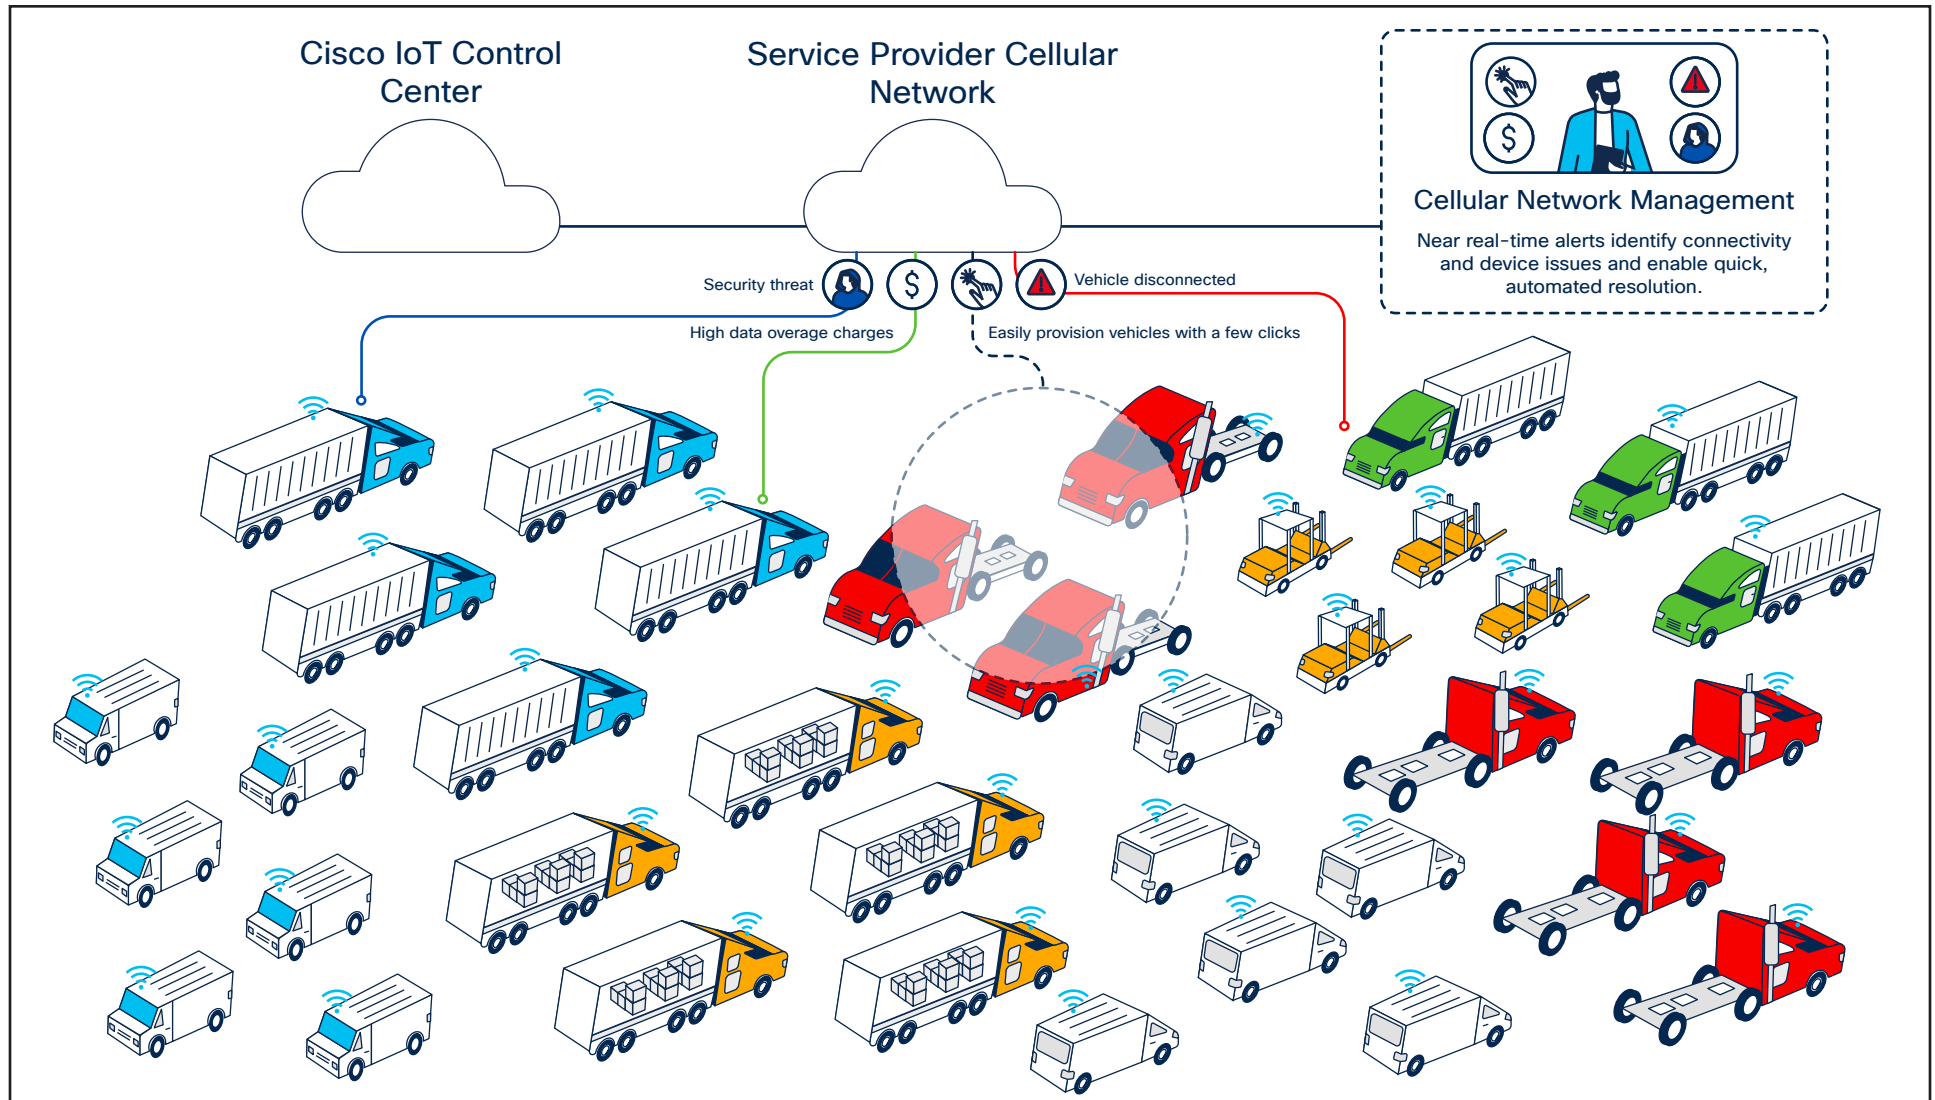 Cisco IoT Control
Center
Service Provider Cellular
Network
$
Cellular Network Management
Near real-time alerts identify connectivity
and device issues and enable quick,
automated resolution.
Security threat
$
Vehicle disconnected
High data overage charges
Easily provision vehicles with a few clicks